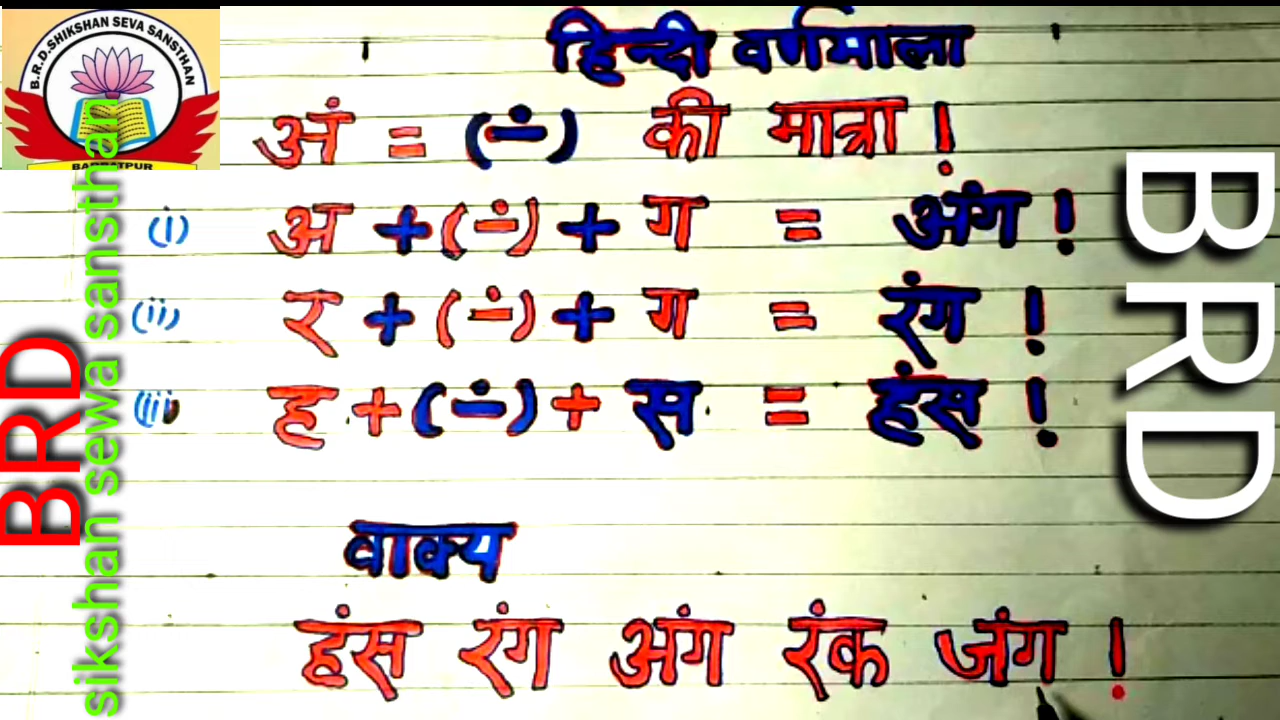 B.R.D.SHIKSHAN SEVA SANSTHAN
हिन्दी वर्णमाला
अं = (-ं) की मात्रा !
(i) अ + (-ं) + ग = अंग !
(ii) र + (-ं) + ग = रंग !
(iii) ह + (-ं) + स = हंस !
वाक्य
हंस रंग अंग रंक जंग !
BRD
sikshan sewa sansthan
BRD